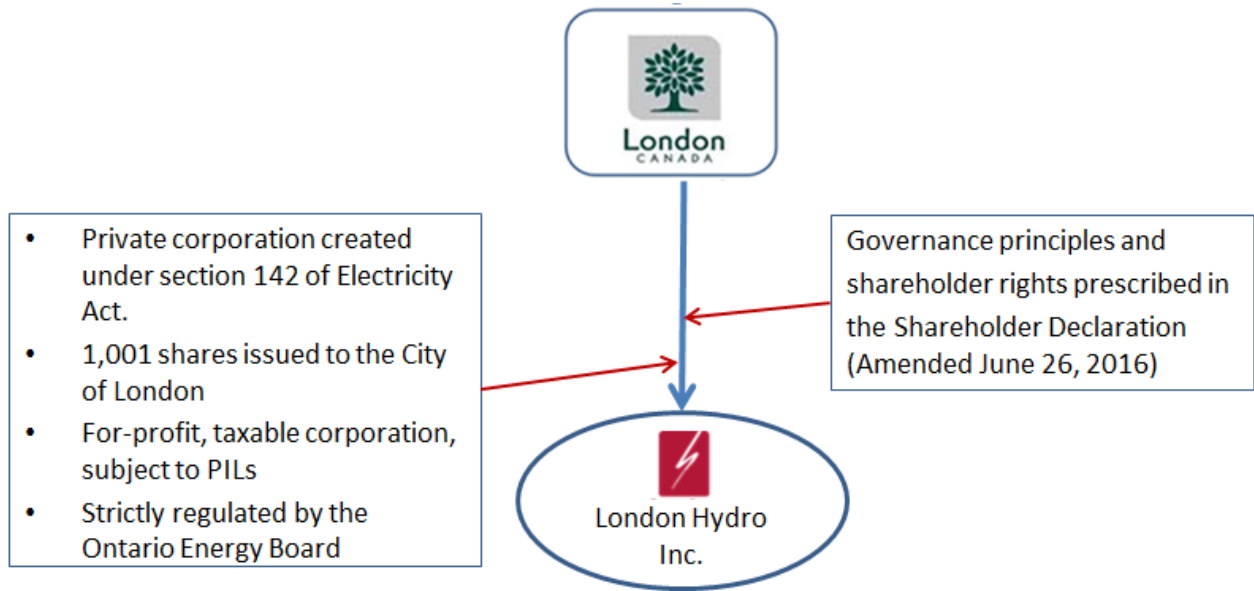 London
CANADA
• Private corporation created
under section 142 of Electricity
Act.
• 1,001 shares issued to the City
of London
• For-profit, taxable corporation,
subject to PILs
• Strictly regulated by the
Ontario Energy Board
Governance principles and
shareholder rights prescribed in
the Shareholder Declaration
(Amended June 26, 2016)
London Hydro
Inc.